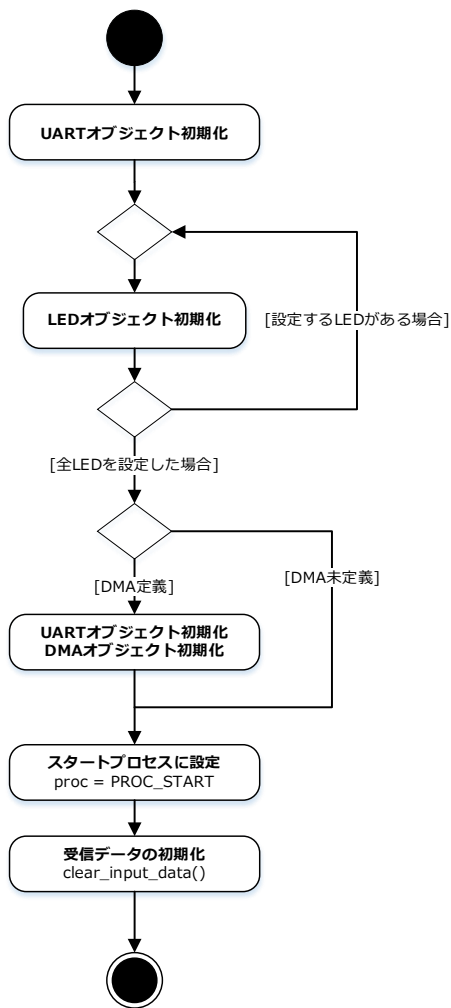 UARTオブジェクト初期化
LEDオブジェクト初期化
[設定するLEDがある場合]
[全LEDを設定した場合]
[DMA定義]
[DMA未定義]
UARTオブジェクト初期化
DMAオブジェクト初期化
スタートプロセスに設定
proc = PROC_START
受信データの初期化
clear_input_data()